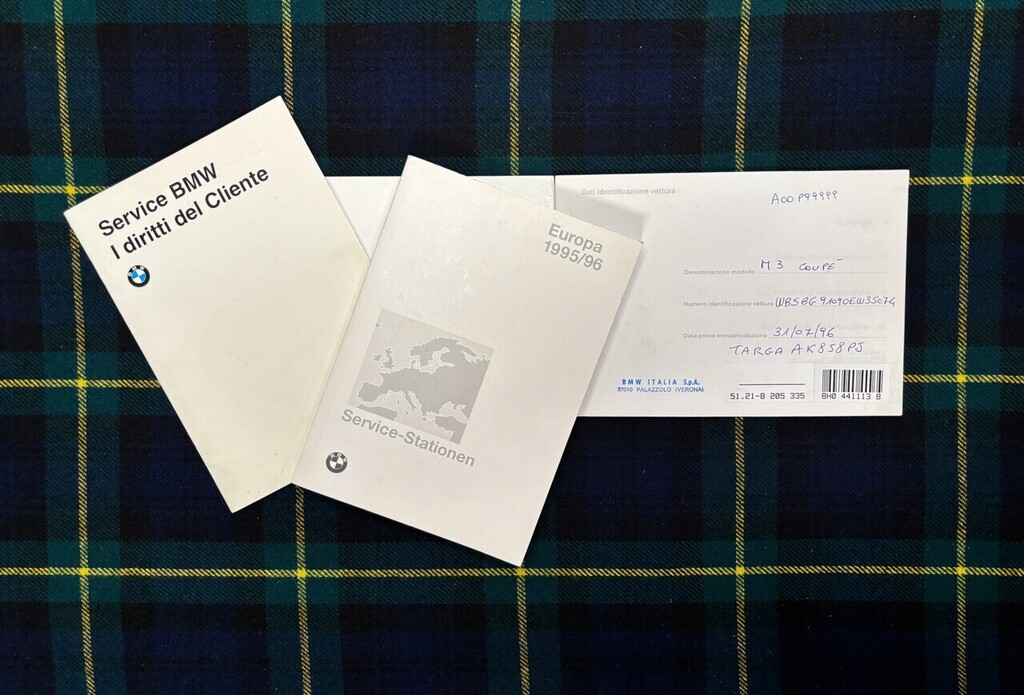 Service BMW
I diritti del Cliente
Europa
1995/96
Service-Stationen
Dati identificazione vettura
A00P99999
Denominazione modello M3 COUPÉ
Numero identificazione vettura WBSBG91090EW35074
Data prima immatricolazione 31/07/96
TARGA AK858PJ
BMW ITALIA S.p.A.
37010 PALAZZOLO (VERONA)
51.21-8 205 335
BH0 441113 8